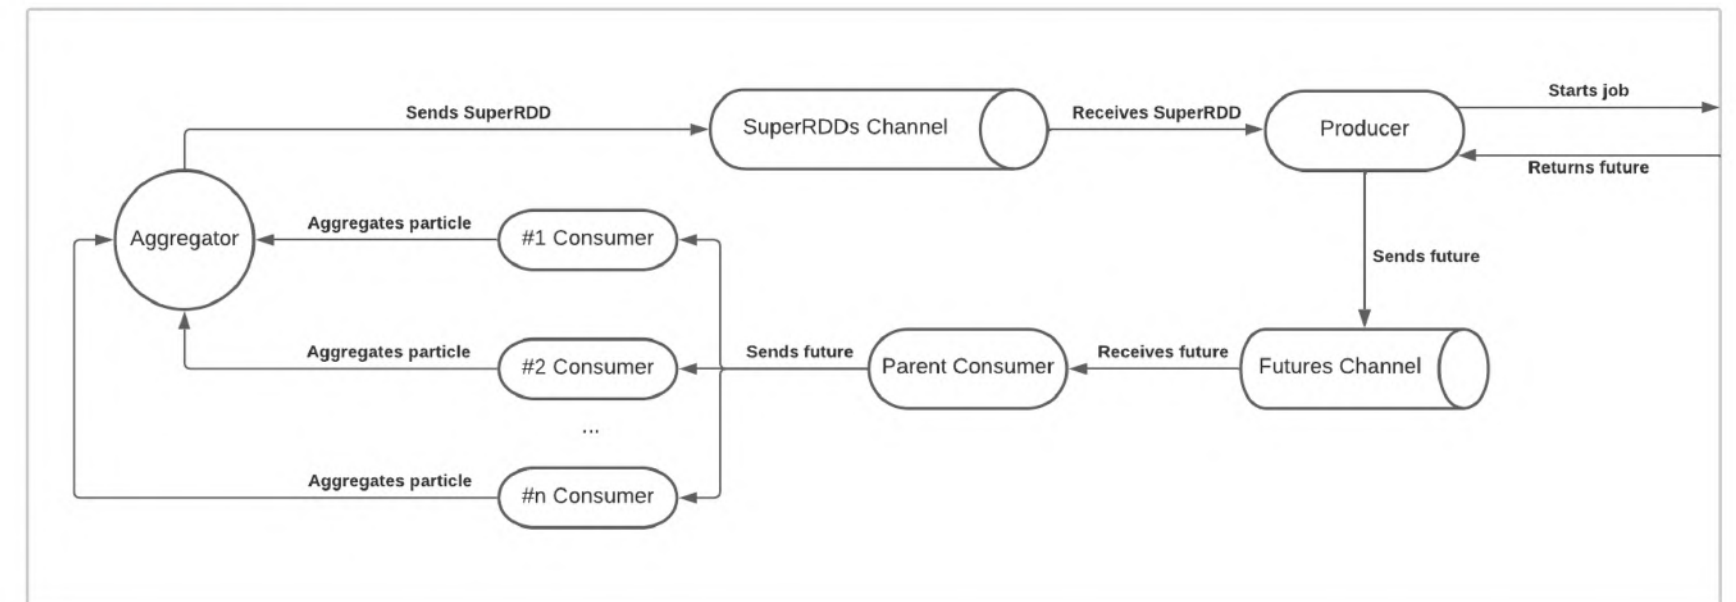 Starts job
Sends SuperRDD
SuperRDDs Channel
Receives SuperRDD
Producer
Returns future
Aggregates particle
Aggregator
#1 Consumer
Sends future
Aggregates particle
#2 Consumer
Sends future
Parent Consumer
Receives future
Futures Channel
...
Aggregates particle
#n Consumer